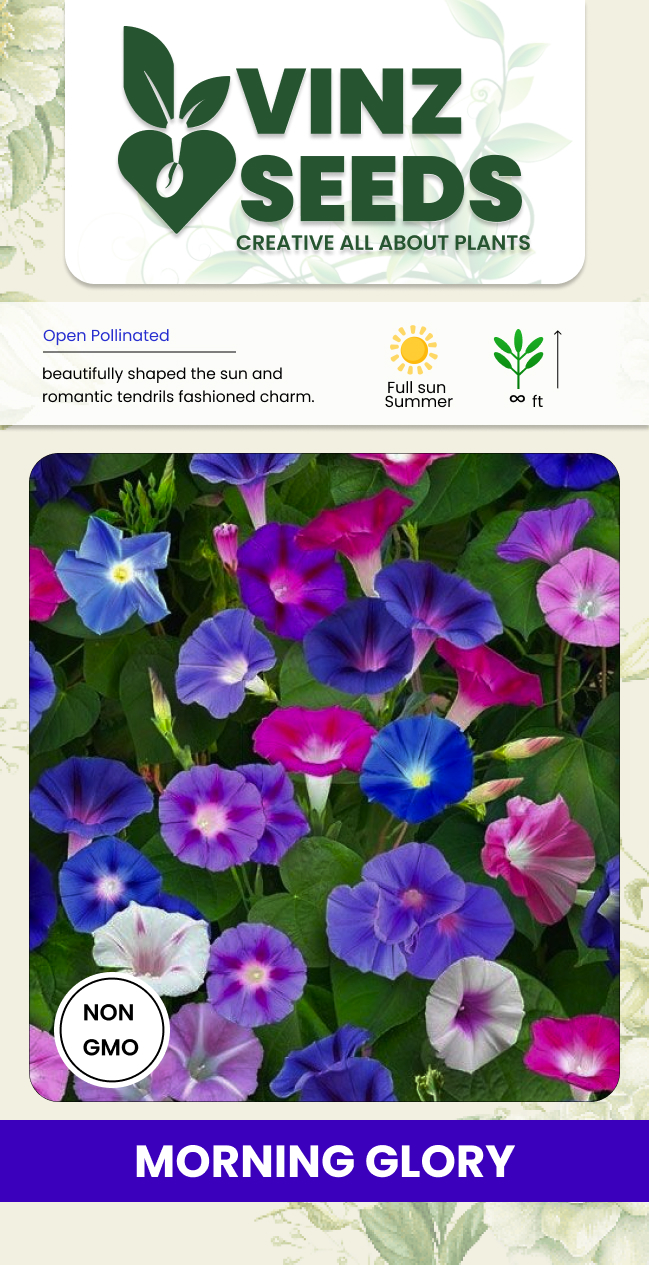 VINZ
SEEDS
CREATIVE ALL ABOUT PLANTS
Open Pollinated
beautifully shaped the sun and
romantic tendrils fashioned charm.
Full sun
Summer
∞ ft
NON
GMO
MORNING GLORY